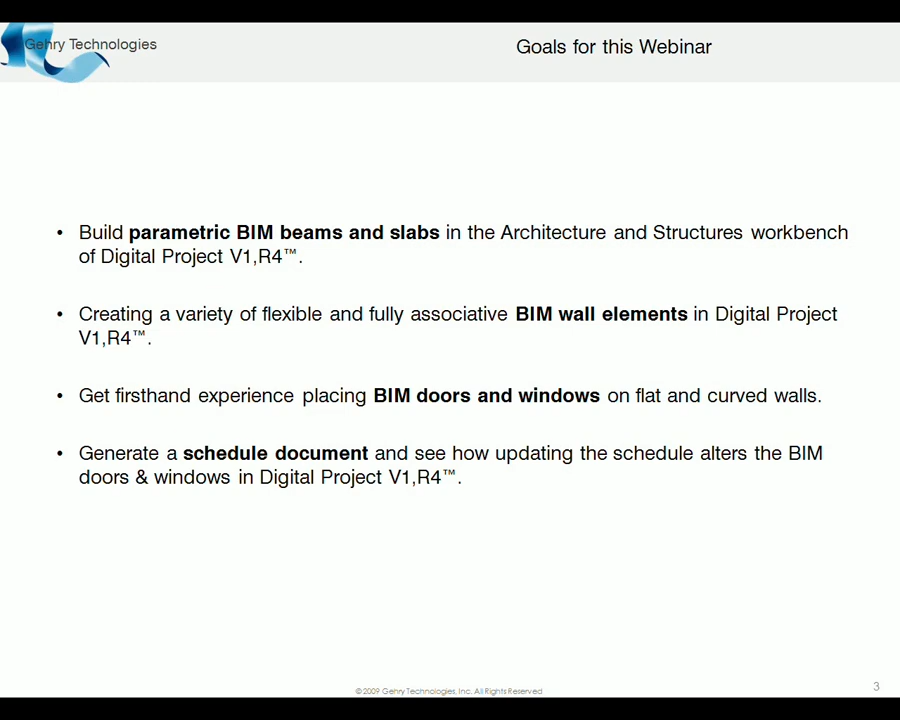 Gehry Technologies
Goals for this Webinar
• Build parametric BIM beams and slabs in the Architecture and Structures workbench
of Digital Project V1,R4™.
• Creating a variety of flexible and fully associative BIM wall elements in Digital Project
V1,R4™.
• Get firsthand experience placing BIM doors and windows on flat and curved walls.
• Generate a schedule document and see how updating the schedule alters the BIM
doors & windows in Digital Project V1,R4™.
©2009 Gehry Technologies, Inc. All Rights Reserved
3